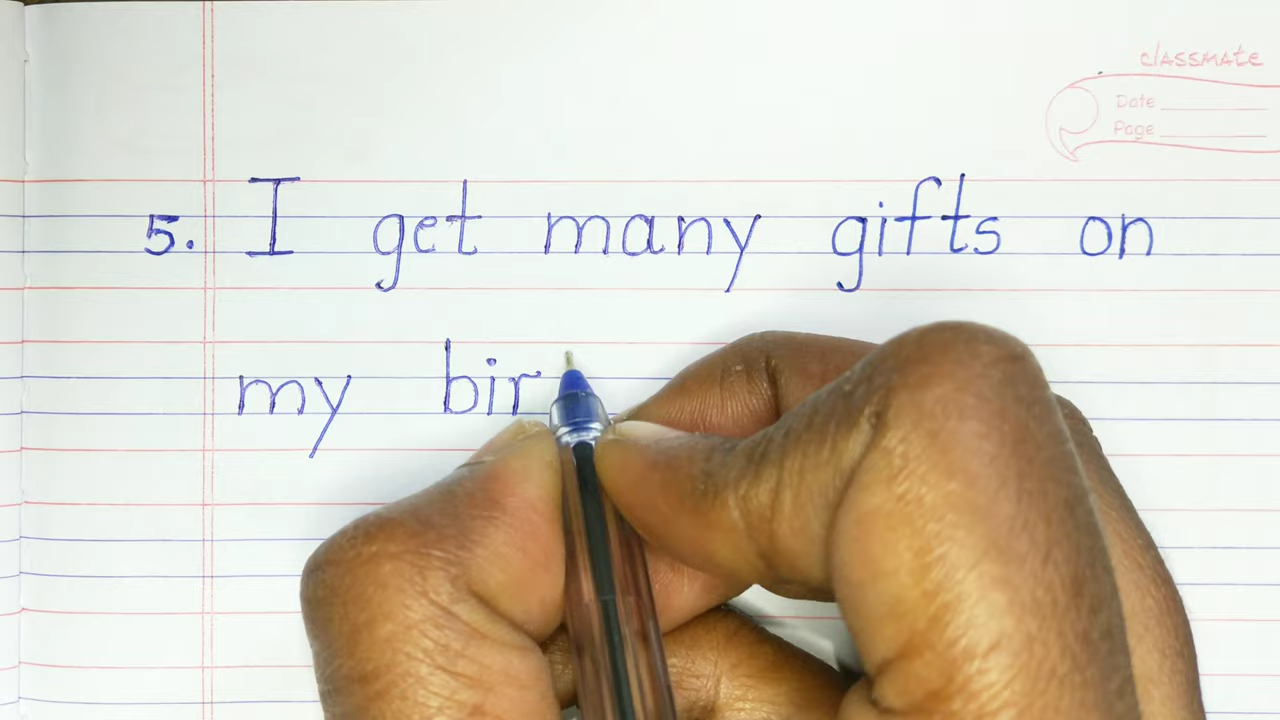 classmate
Date
Page
5. I get many gifts on
my bir